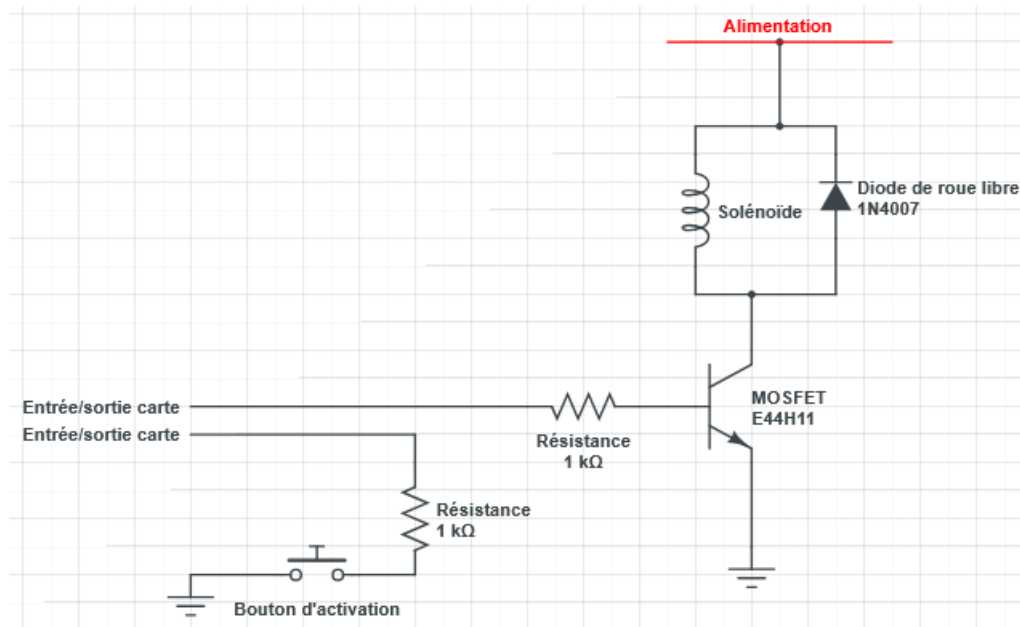 Alimentation
Diode de roue libre
1N4007
Solénoïde
MOSFET
E44H11
Entrée/sortie carte
Entrée/sortie carte
Résistance
1 kΩ
Résistance
1 kΩ
Bouton d'activation